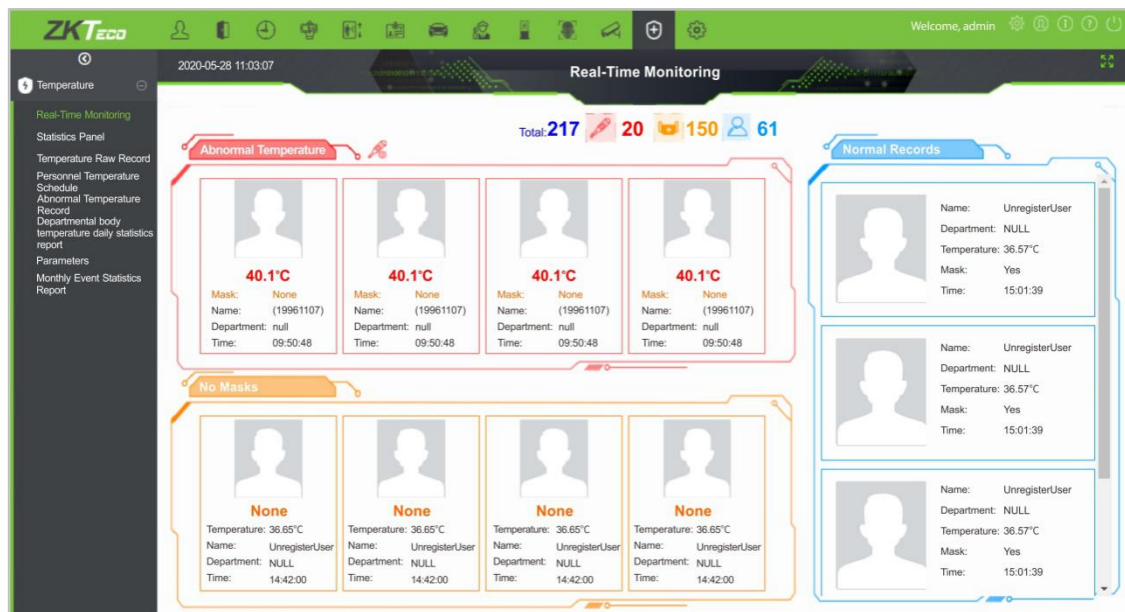 ZKTECO
Welcome, admin
Temperature
Real-Time Monitoring
Statistics Panel
Temperature Raw Record
Personnel Temperature
Schedule
Abnormal Temperature
Record
Departmental body
temperature daily statistics
report
Parameters
Monthly Event Statistics
Report
2020-05-28 11:03:07
Real-Time Monitoring
Total:217 20 150 61
Abnormal Temperature
40.1°C
Mask: None
Name: (19961107)
Department: null
Time: 09:50:48
40.1°C
Mask: None
Name: (19961107)
Department: null
Time: 09:50:48
40.1°C
Mask: None
Name: (19961107)
Department: null
Time: 09:50:48
40.1°C
Mask: None
Name: (19961107)
Department: null
Time: 09:50:48
No Masks
None
Temperature: 36.65°C
Name: UnregisterUser
Department: NULL
Time: 14:42:00
None
Temperature: 36.65°C
Name: UnregisterUser
Department: NULL
Time: 14:42:00
None
Temperature: 36.65°C
Name: UnregisterUser
Department: NULL
Time: 14:42:00
None
Temperature: 36.65°C
Name: UnregisterUser
Department: NULL
Time: 14:42:00
Normal Records
Name: UnregisterUser
Department: NULL
Temperature: 36.57°C
Mask: Yes
Time: 15:01:39
Name: UnregisterUser
Department: NULL
Temperature: 36.57°C
Mask: Yes
Time: 15:01:39
Name: UnregisterUser
Department: NULL
Temperature: 36.57°C
Mask: Yes
Time: 15:01:39